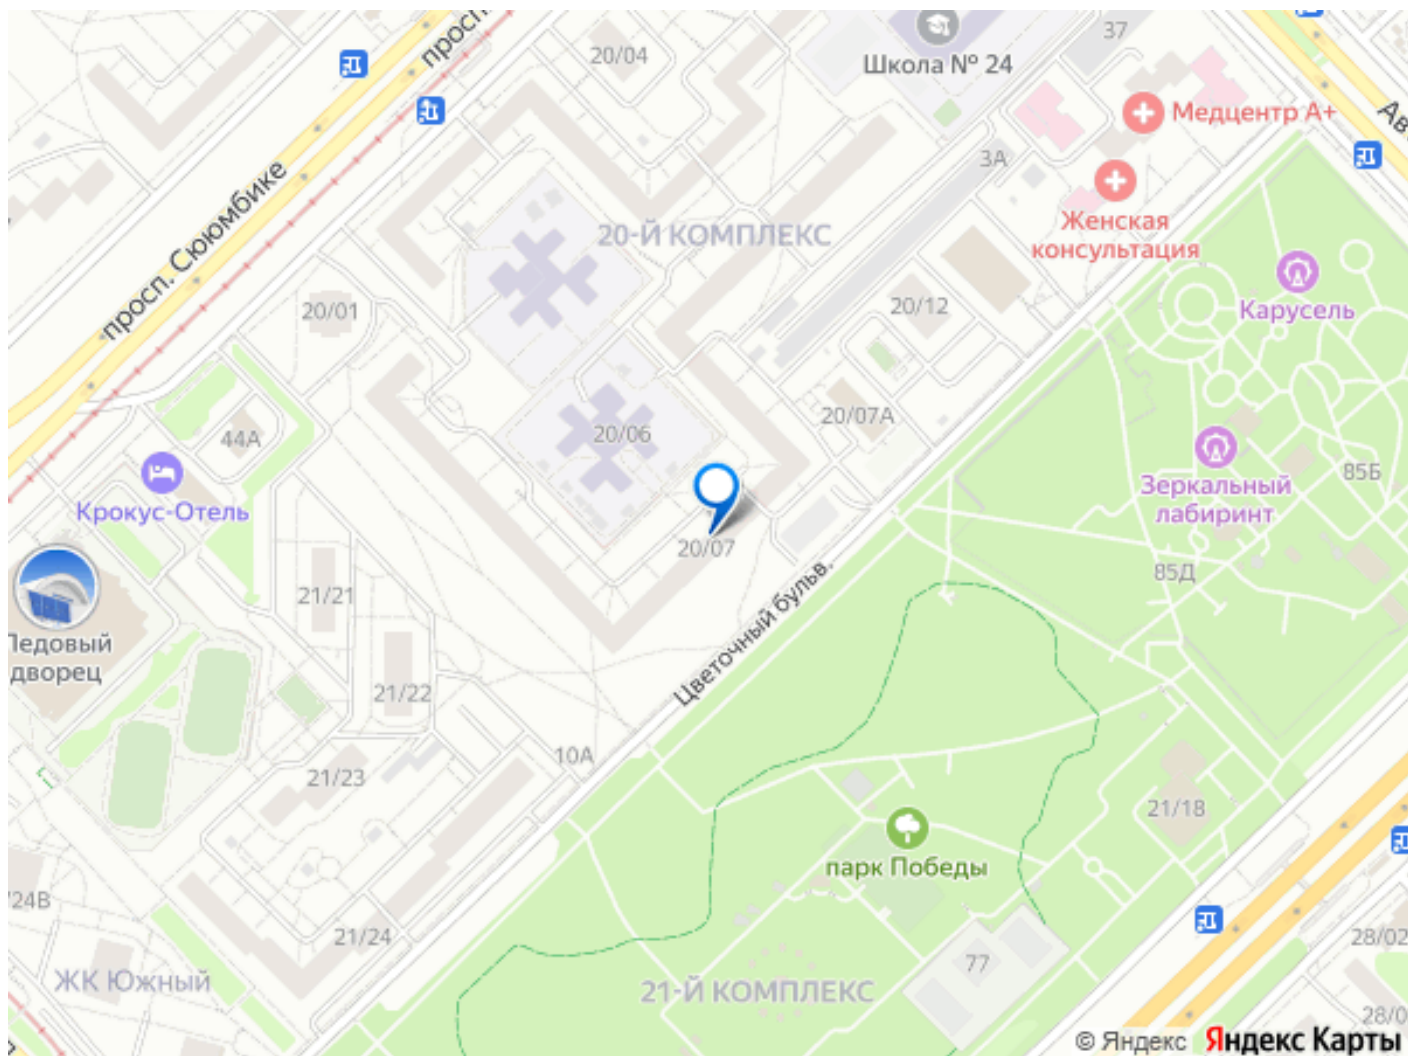 просп.
20/04
37
Школа № 24
Медцентр А+
3А
просп. Сююмбике
20-Й КОМПЛЕКС
Женская
консультация
20/01
20/12
Карусель
44А
20/06
20/07А
85Б
Крокус-Отель
Зеркальный
лабиринт
20/07
85Д
21/21
Цветочный бульв.
Ледовый
дворец
21/22
10А
21/23
21/18
парк Победы
/24В
21/24
28/02
ЖК Южный
77
21-Й КОМПЛЕКС
© Яндекс Яндекс Карты